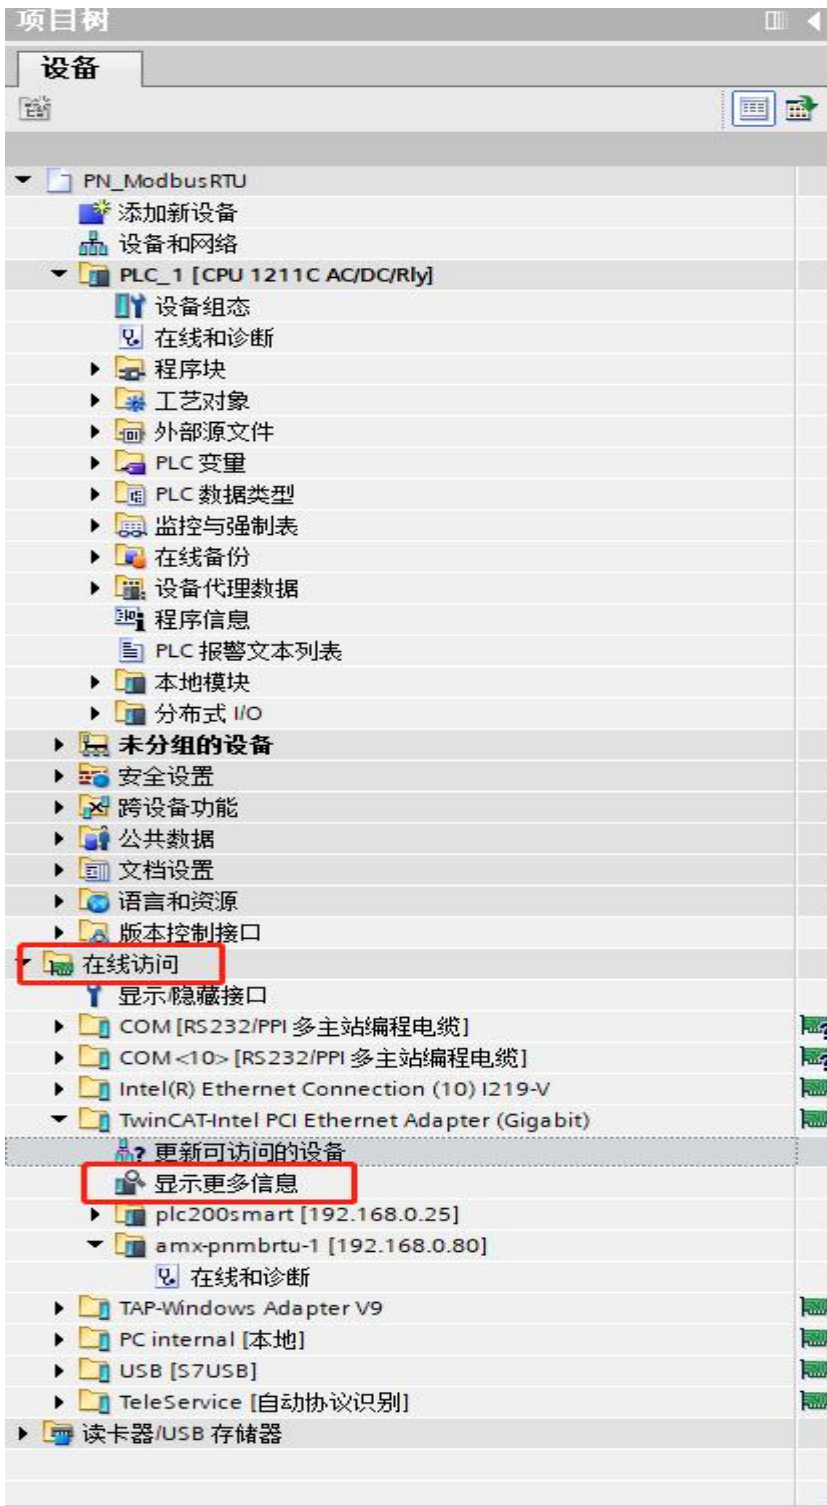 项目树
设备
PN_ModbusRTU
添加新设备
设备和网络
PLC_1 [CPU 1211C AC/DC/Rly]
设备组态
在线和诊断
程序块
工艺对象
外部源文件
PLC 变量
PLC 数据类型
监控与强制表
在线备份
设备代理数据
程序信息
PLC 报警文本列表
本地模块
分布式 I/O
未分组的设备
安全设置
跨设备功能
公共数据
文档设置
语言和资源
版本控制接口
在线访问
显示/隐藏接口
COM [RS232/PPI 多主站编程电缆]
COM <10> [RS232/PPI 多主站编程电缆]
Intel(R) Ethernet Connection (10) I219-V
TwinCAT-Intel PCI Ethernet Adapter (Gigabit)
更新可访问的设备
显示更多信息
plc200smart [192.168.0.25]
amx-pnmbrtu-1 [192.168.0.80]
在线和诊断
TAP-Windows Adapter V9
PC internal [本地]
USB [S7USB]
TeleService [自动协议识别]
读卡器/USB 存储器